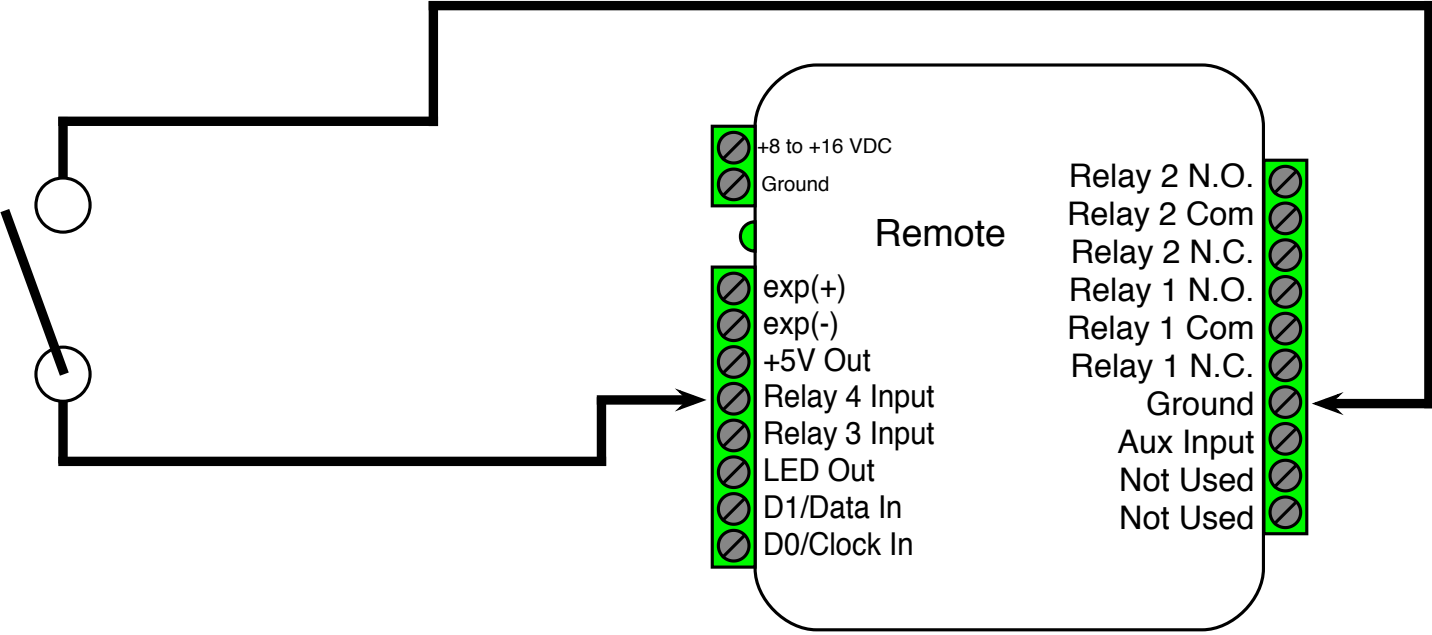 +8 to +16 VDC
Ground
Remote
exp(+)
exp(-)
+5V Out
Relay 4 Input
Relay 3 Input
LED Out
D1/Data In
D0/Clock In
Relay 2 N.O.
Relay 2 Com
Relay 2 N.C.
Relay 1 N.O.
Relay 1 Com
Relay 1 N.C.
Ground
Aux Input
Not Used
Not Used